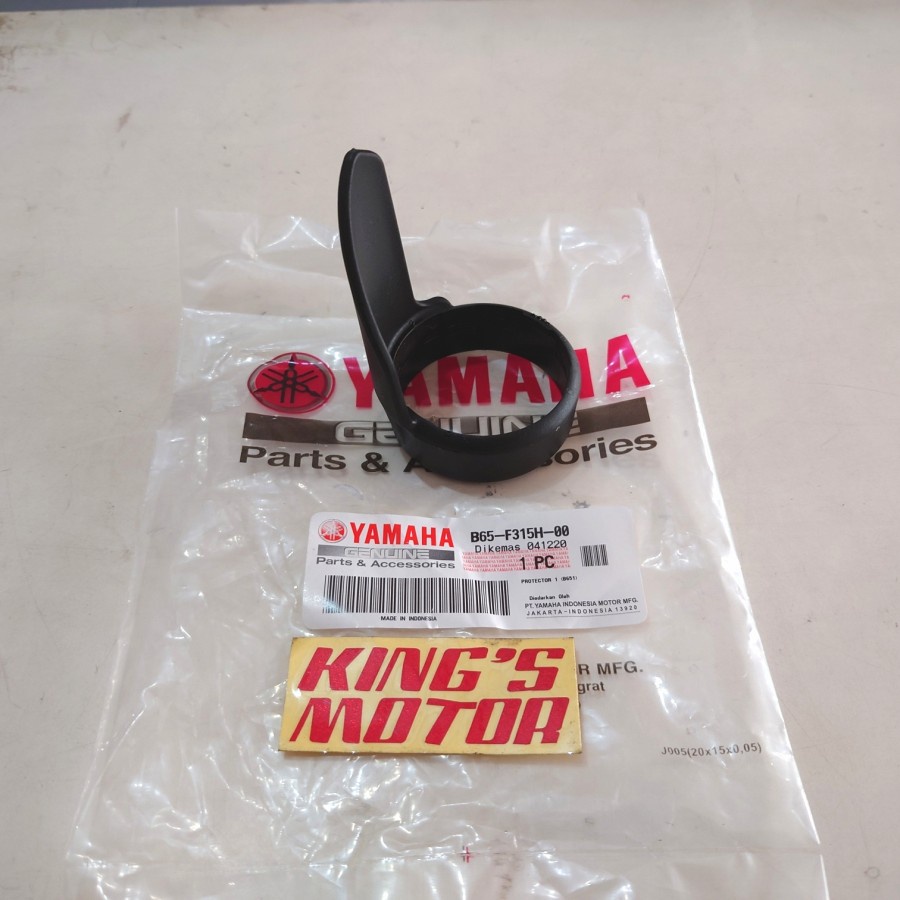 YAMAHA
GENUINE
Parts & Accessories
YAMAHA
GENUINE
Parts & Accessories
B65-F315H-00
Dikemas 041220
1 PC
PROTECTOR 1 (B651)
Diedarkan Oleh
PT. YAMAHA INDONESIA MOTOR MFG.
JAKARTA-INDONESIA 13920
MADE IN INDONESIA
KING'S
MOTOR
R MFG.
grat
J005(20x15x0,05)